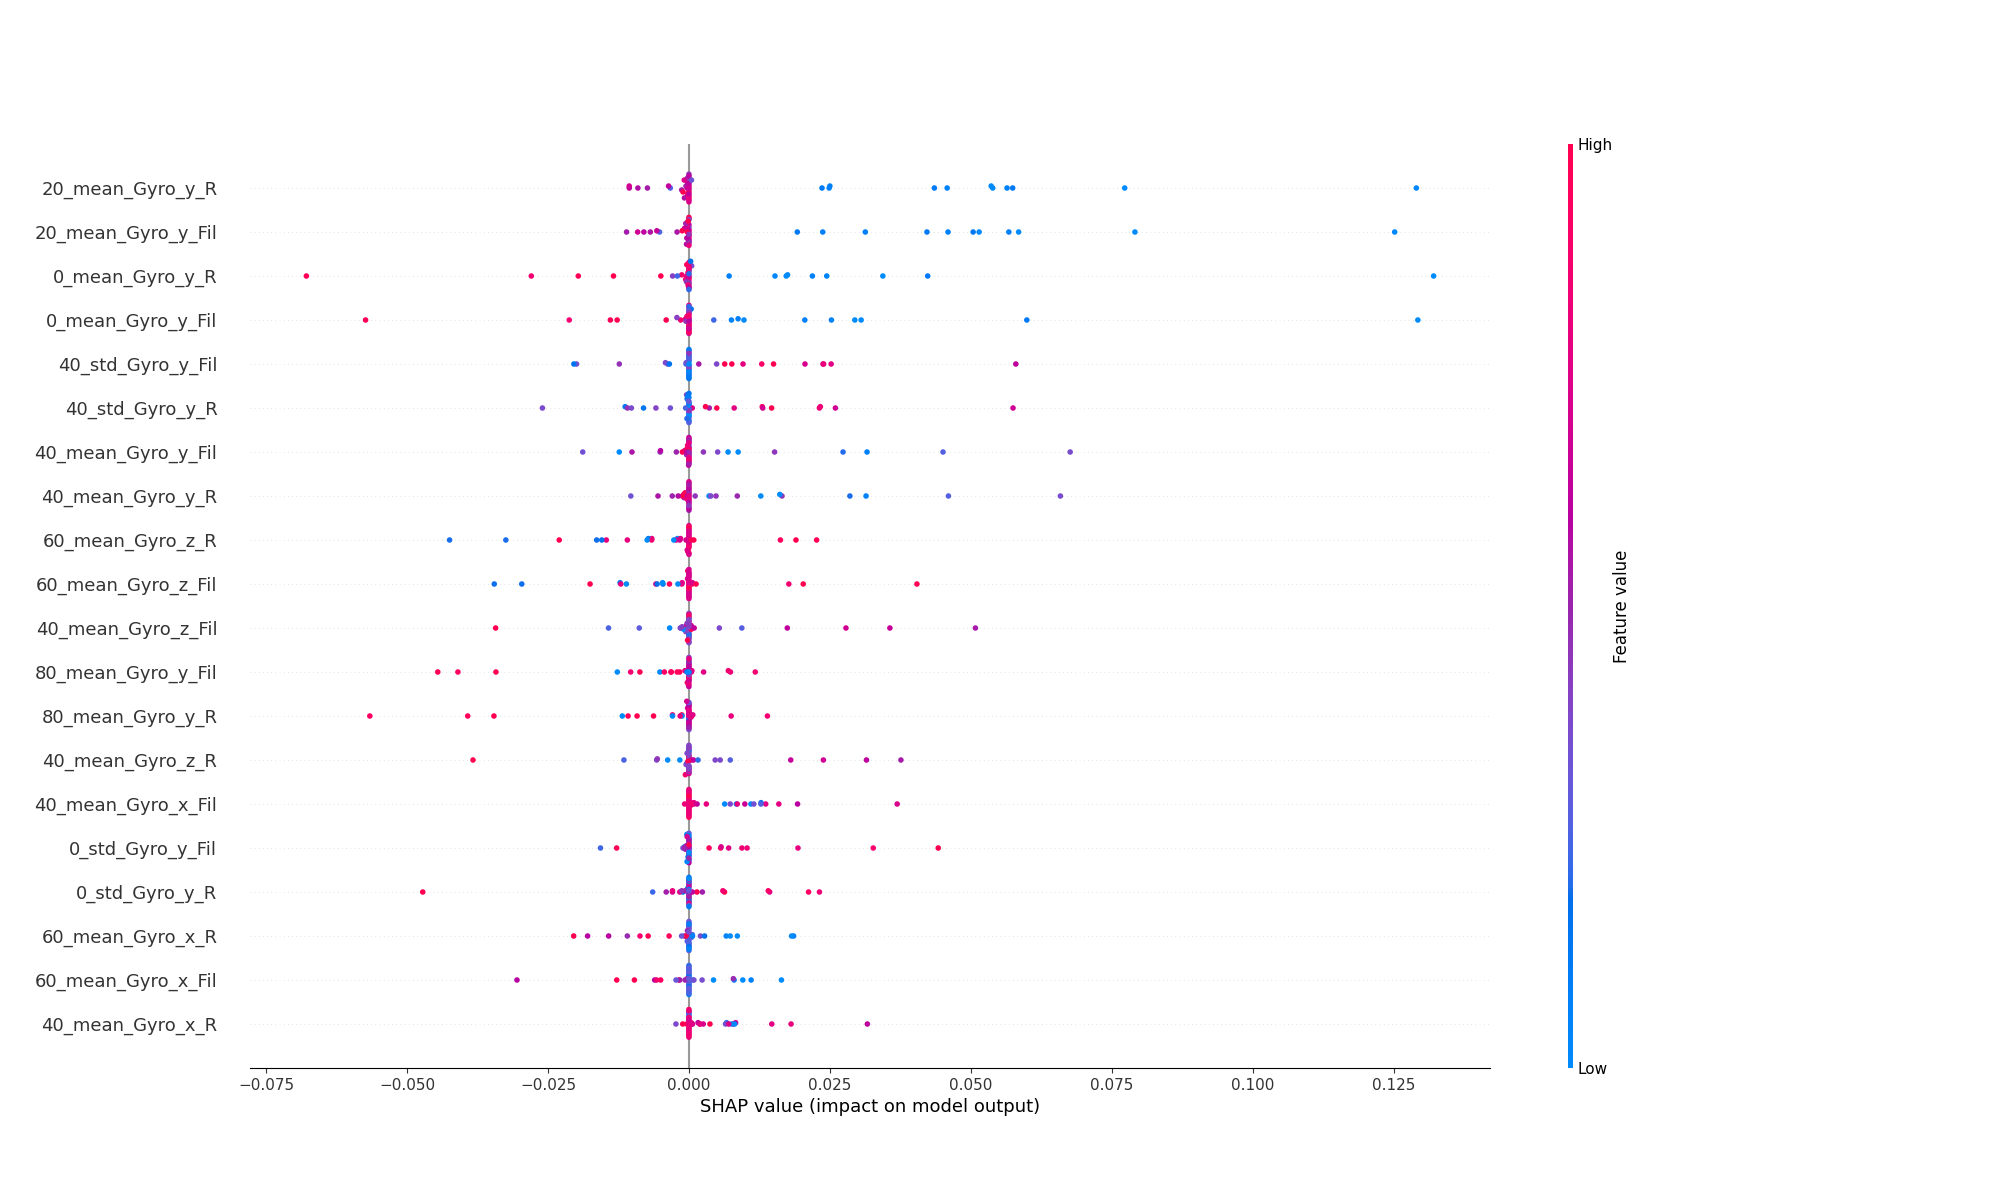 High
20_mean_Gyro_y_R
20_mean_Gyro_y_Fil
0_mean_Gyro_y_R
0_mean_Gyro_y_Fil
40_std_Gyro_y_Fil
40_std_Gyro_y_R
40_mean_Gyro_y_Fil
40_mean_Gyro_y_R
60_mean_Gyro_z_R
60_mean_Gyro_z_Fil
40_mean_Gyro_z_Fil
80_mean_Gyro_y_Fil
80_mean_Gyro_y_R
40_mean_Gyro_z_R
40_mean_Gyro_x_Fil
0_std_Gyro_y_Fil
0_std_Gyro_y_R
60_mean_Gyro_x_R
60_mean_Gyro_x_Fil
40_mean_Gyro_x_R
Feature value
Low
−0.075 −0.050 −0.025 0.000 0.025 0.050 0.075 0.100 0.125
SHAP value (impact on model output)